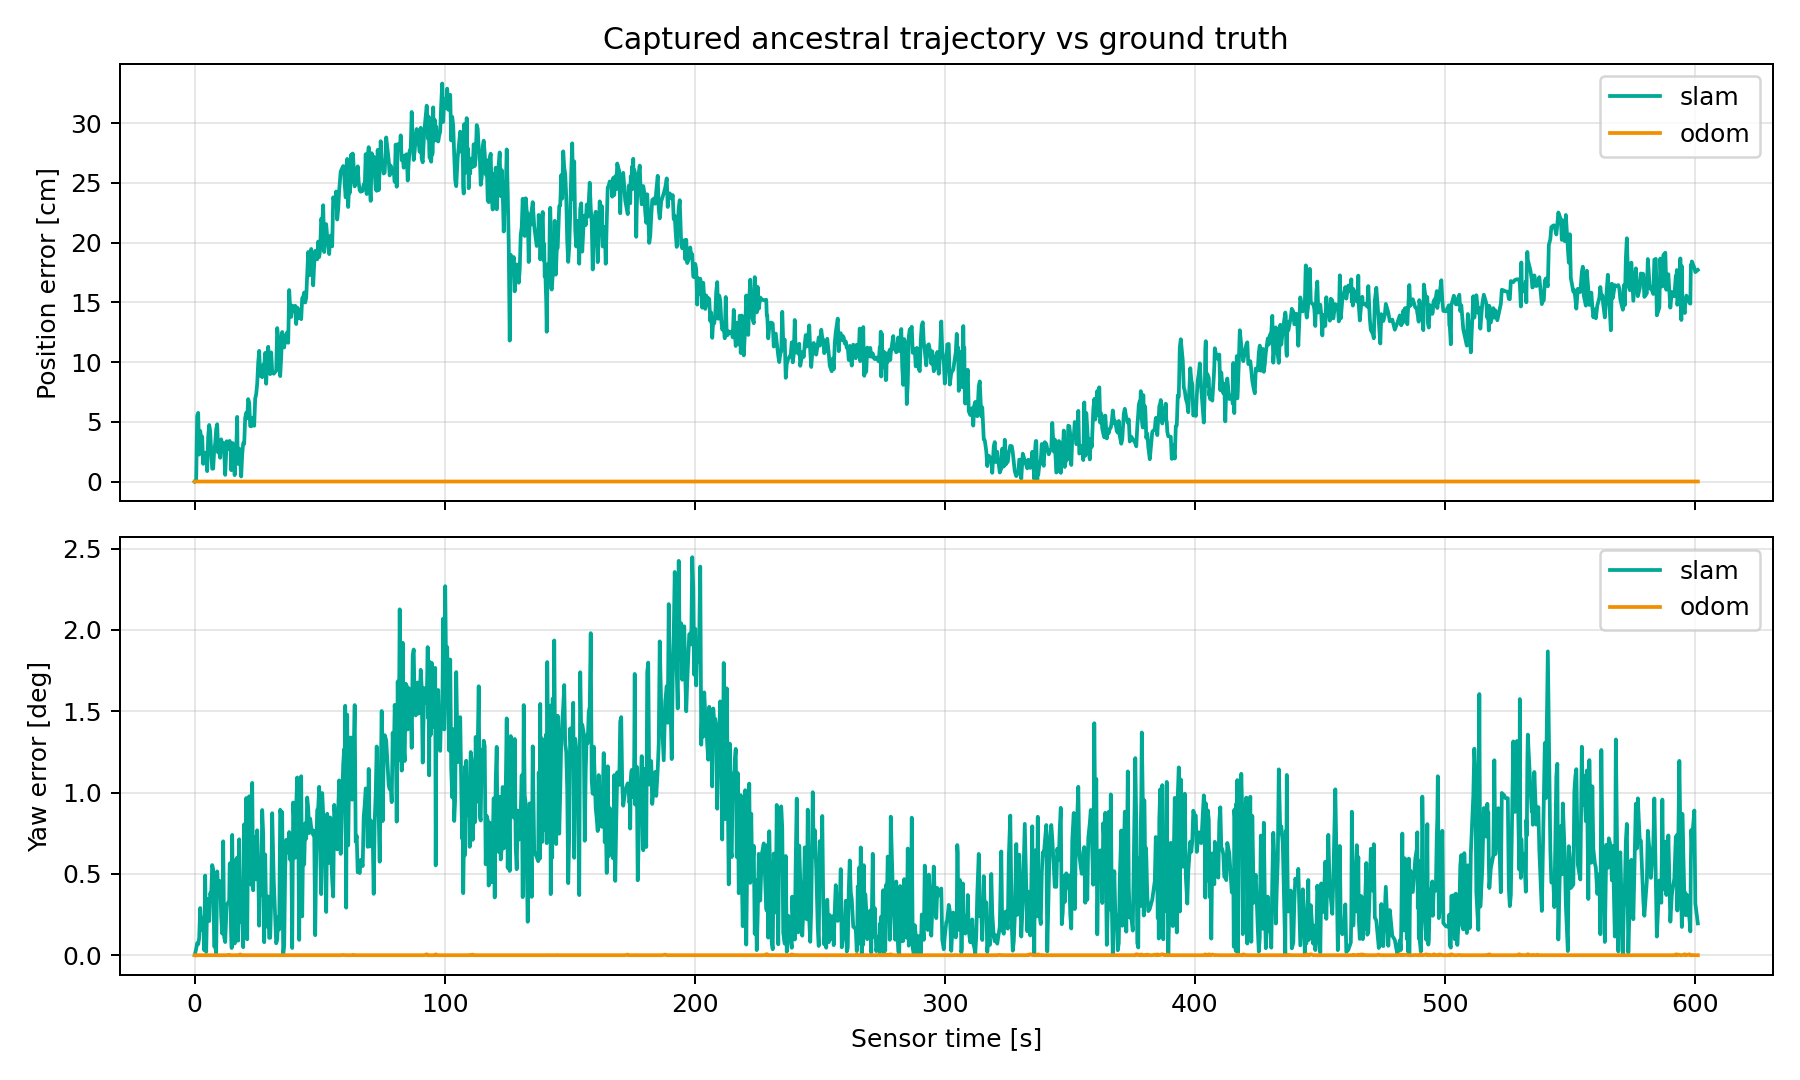 Captured ancestral trajectory vs ground truth
Position error [cm]
30
25
20
15
10
5
0
slam
odom
Yaw error [deg]
2.5
2.0
1.5
1.0
0.5
0.0
slam
odom
0 100 200 300 400 500 600
Sensor time [s]